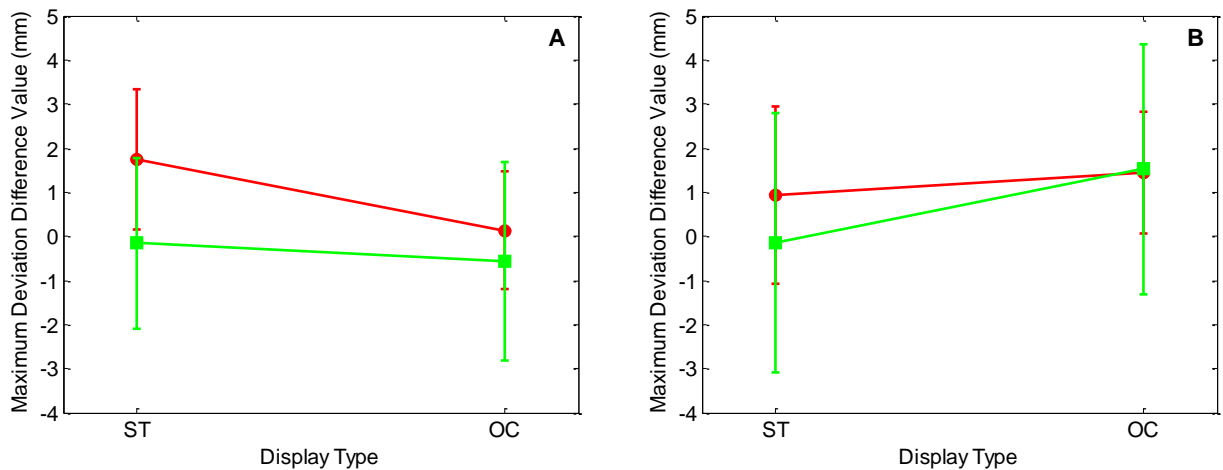 Maximum Deviation Difference Value (mm)
5
4
3
2
1
0
-1
-2
-3
-4
A
ST
OC
Display Type
Maximum Deviation Difference Value (mm)
5
4
3
2
1
0
-1
-2
-3
-4
B
ST
OC
Display Type